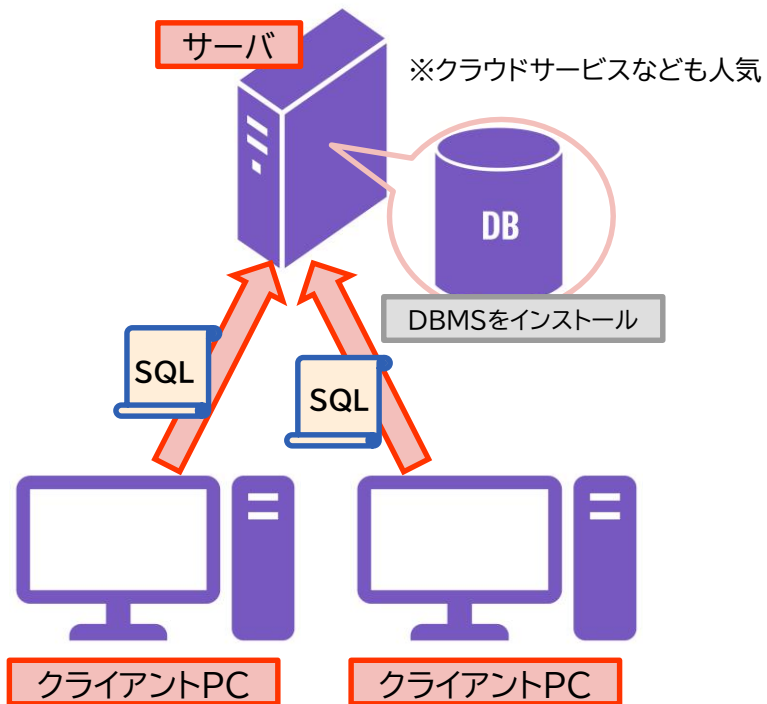 サーバ
※クラウドサービスなども人気
DB
DBMSをインストール
SQL
SQL
クライアントPC
クライアントPC